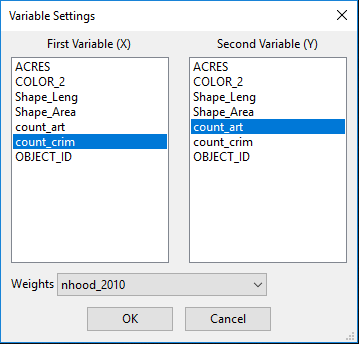 Variable Settings
First Variable (X)
ACRES
COLOR_2
Shape_Leng
Shape_Area
count_art
count_crim
OBJECT_ID
Second Variable (Y)
ACRES
COLOR_2
Shape_Leng
Shape_Area
count_art
count_crim
OBJECT_ID
Weights nhood_2010
OK Cancel